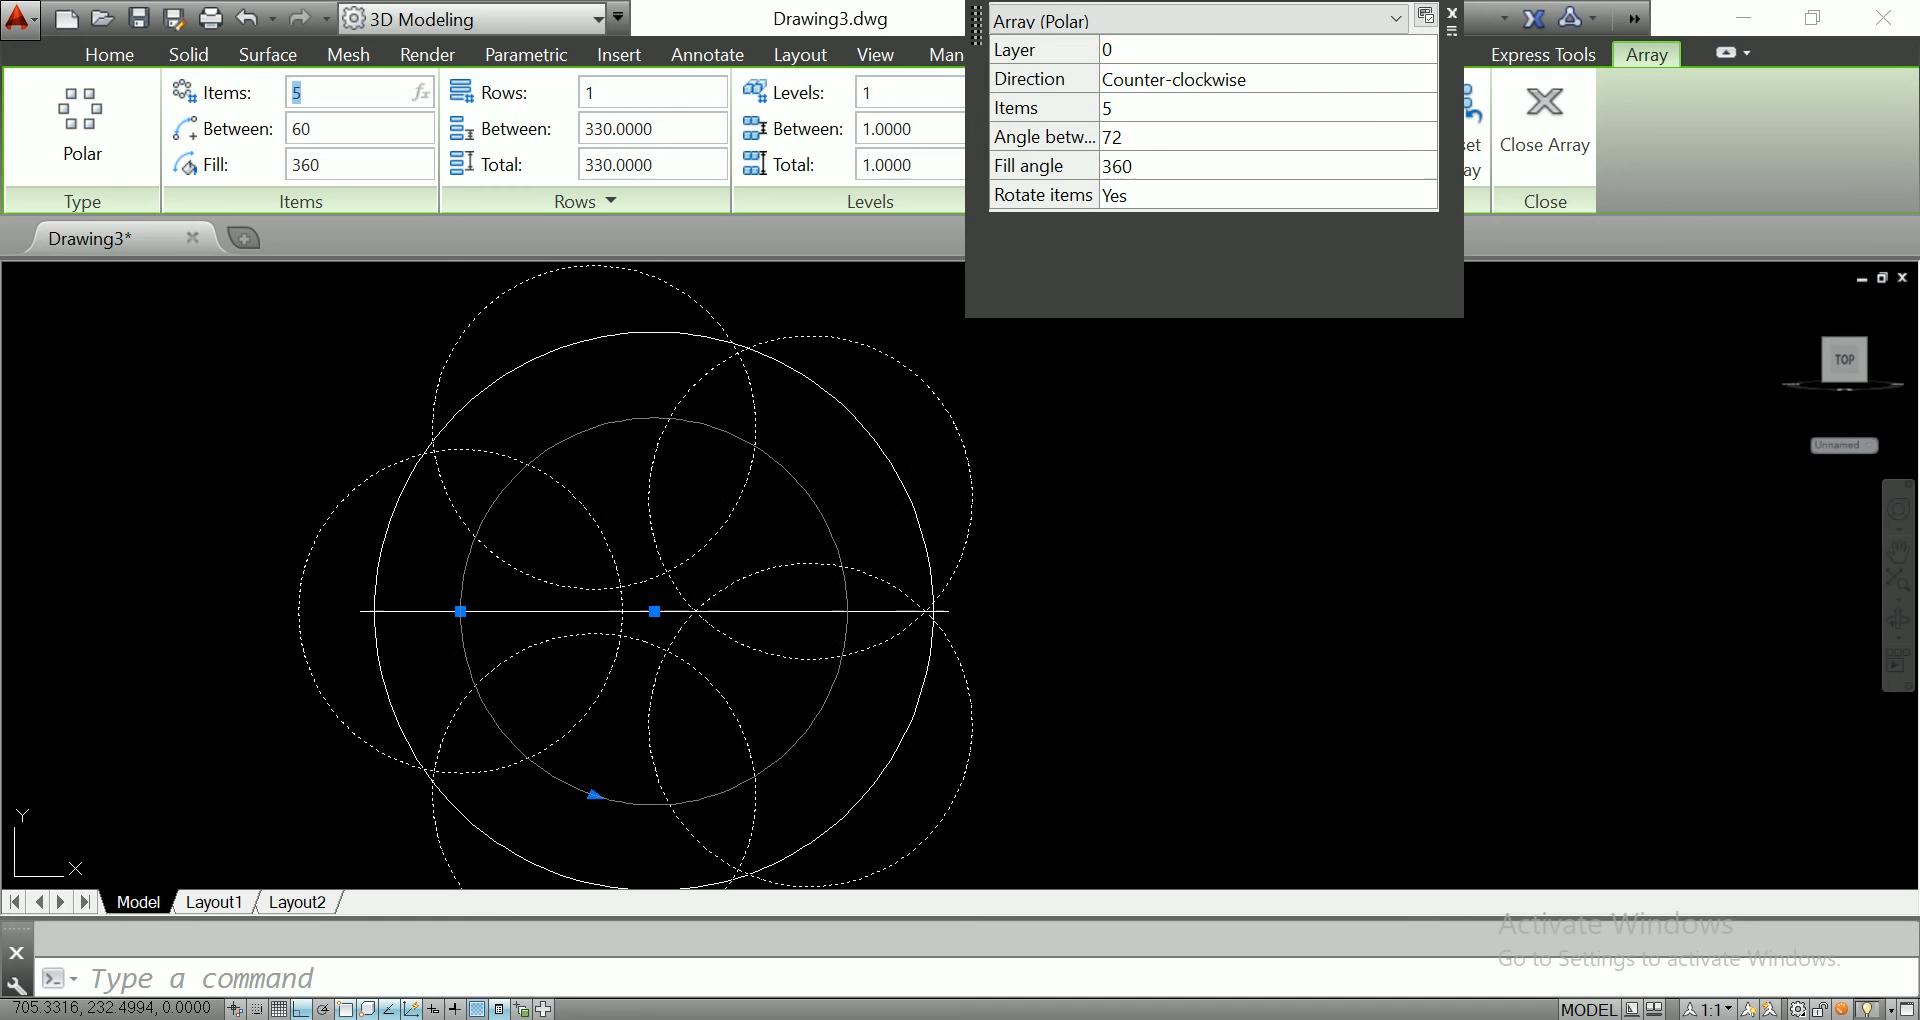 3D Modeling
Drawing3.dwg
Home Solid Surface Mesh Render Parametric Insert Annotate Layout View Man Express Tools Array
Array (Polar)
Layer 0
Direction Counter-clockwise
Items 5
Angle betw... 72
Fill angle 360
Rotate items Yes
Polar
Items: 5
Between: 60
Fill: 360
Rows: 1
Between: 330.0000
Total: 330.0000
Levels: 1
Between: 1.0000
Total: 1.0000
set
ay
Close Array
Type Items Rows Levels Close
Drawing3*
TOP
Unnamed
Y
X
Model Layout1 Layout2
Activate Windows
Go to Settings to activate Windows.
Type a command
705.3316, 232.4994, 0.0000
MODEL 1:1